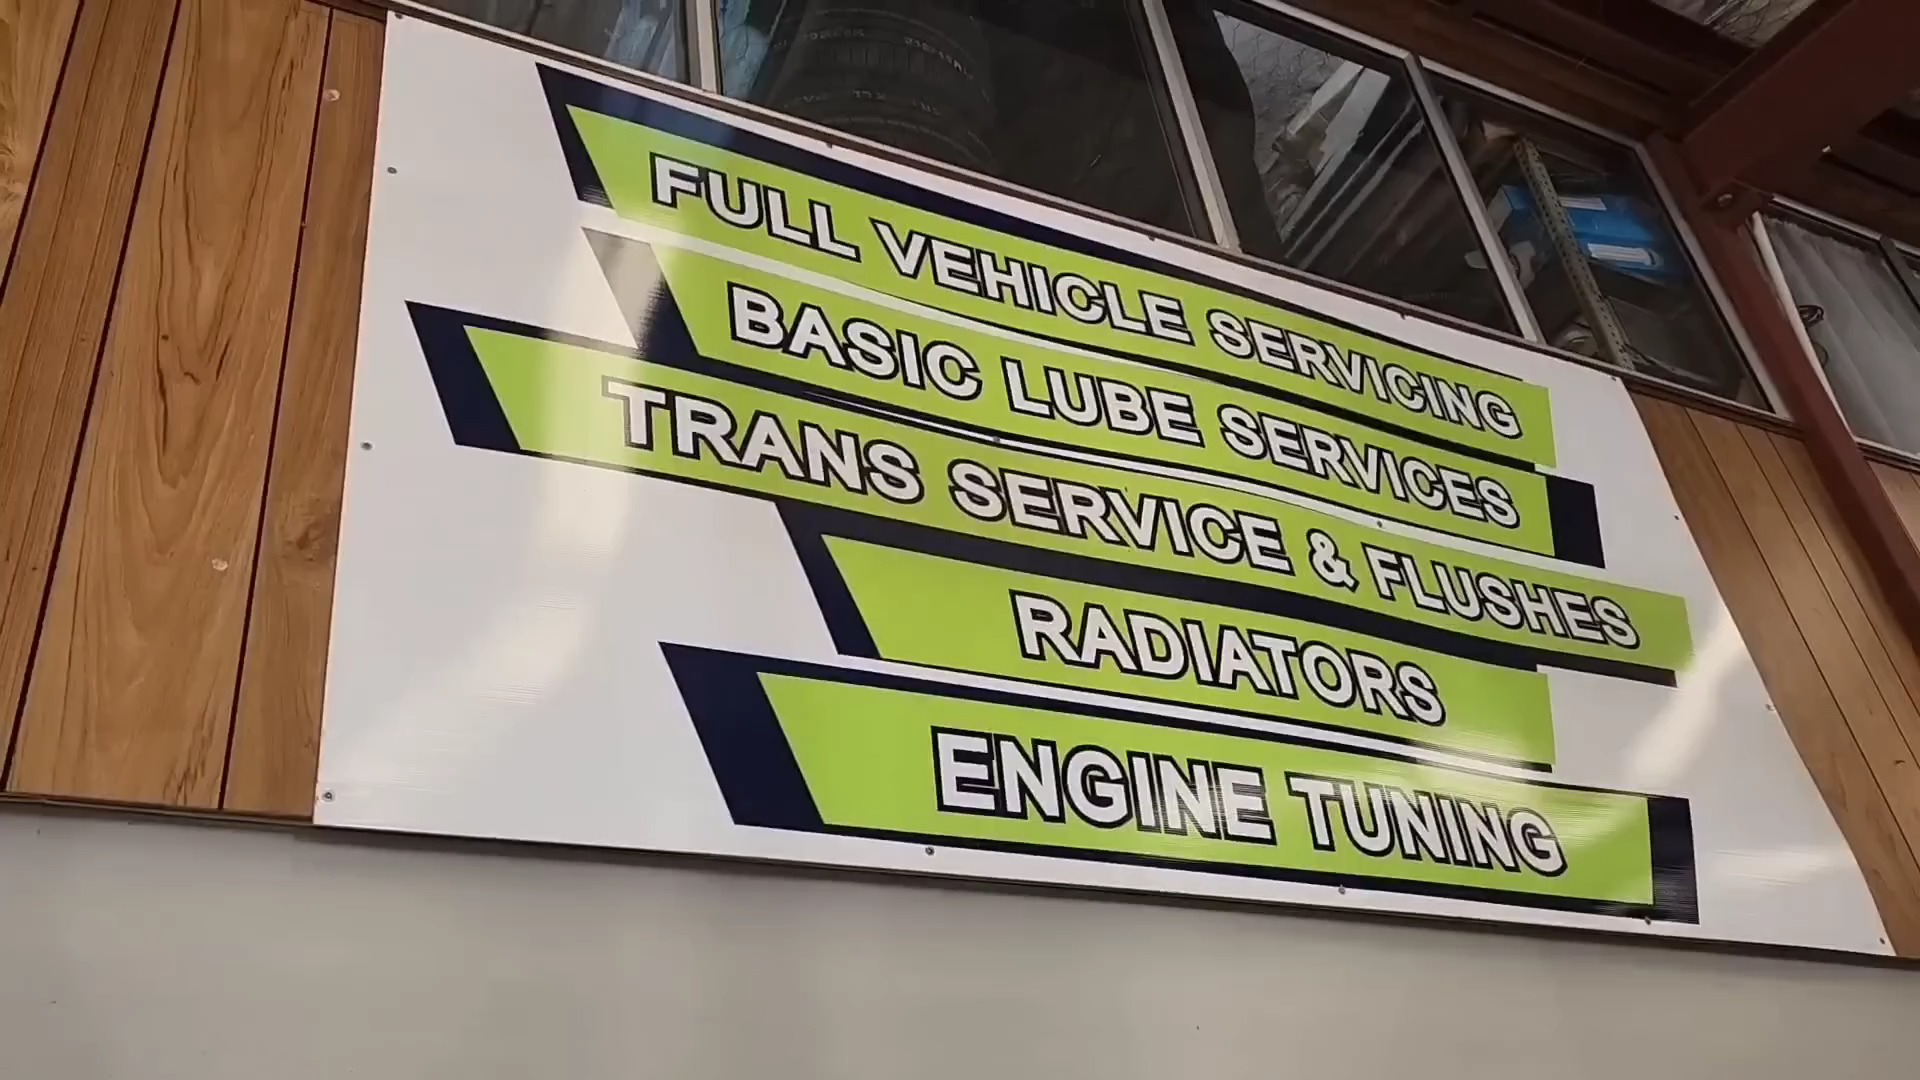 FULL VEHICLE SERVICING
BASIC LUBE SERVICES
TRANS SERVICE & FLUSHES
RADIATORS
ENGINE TUNING